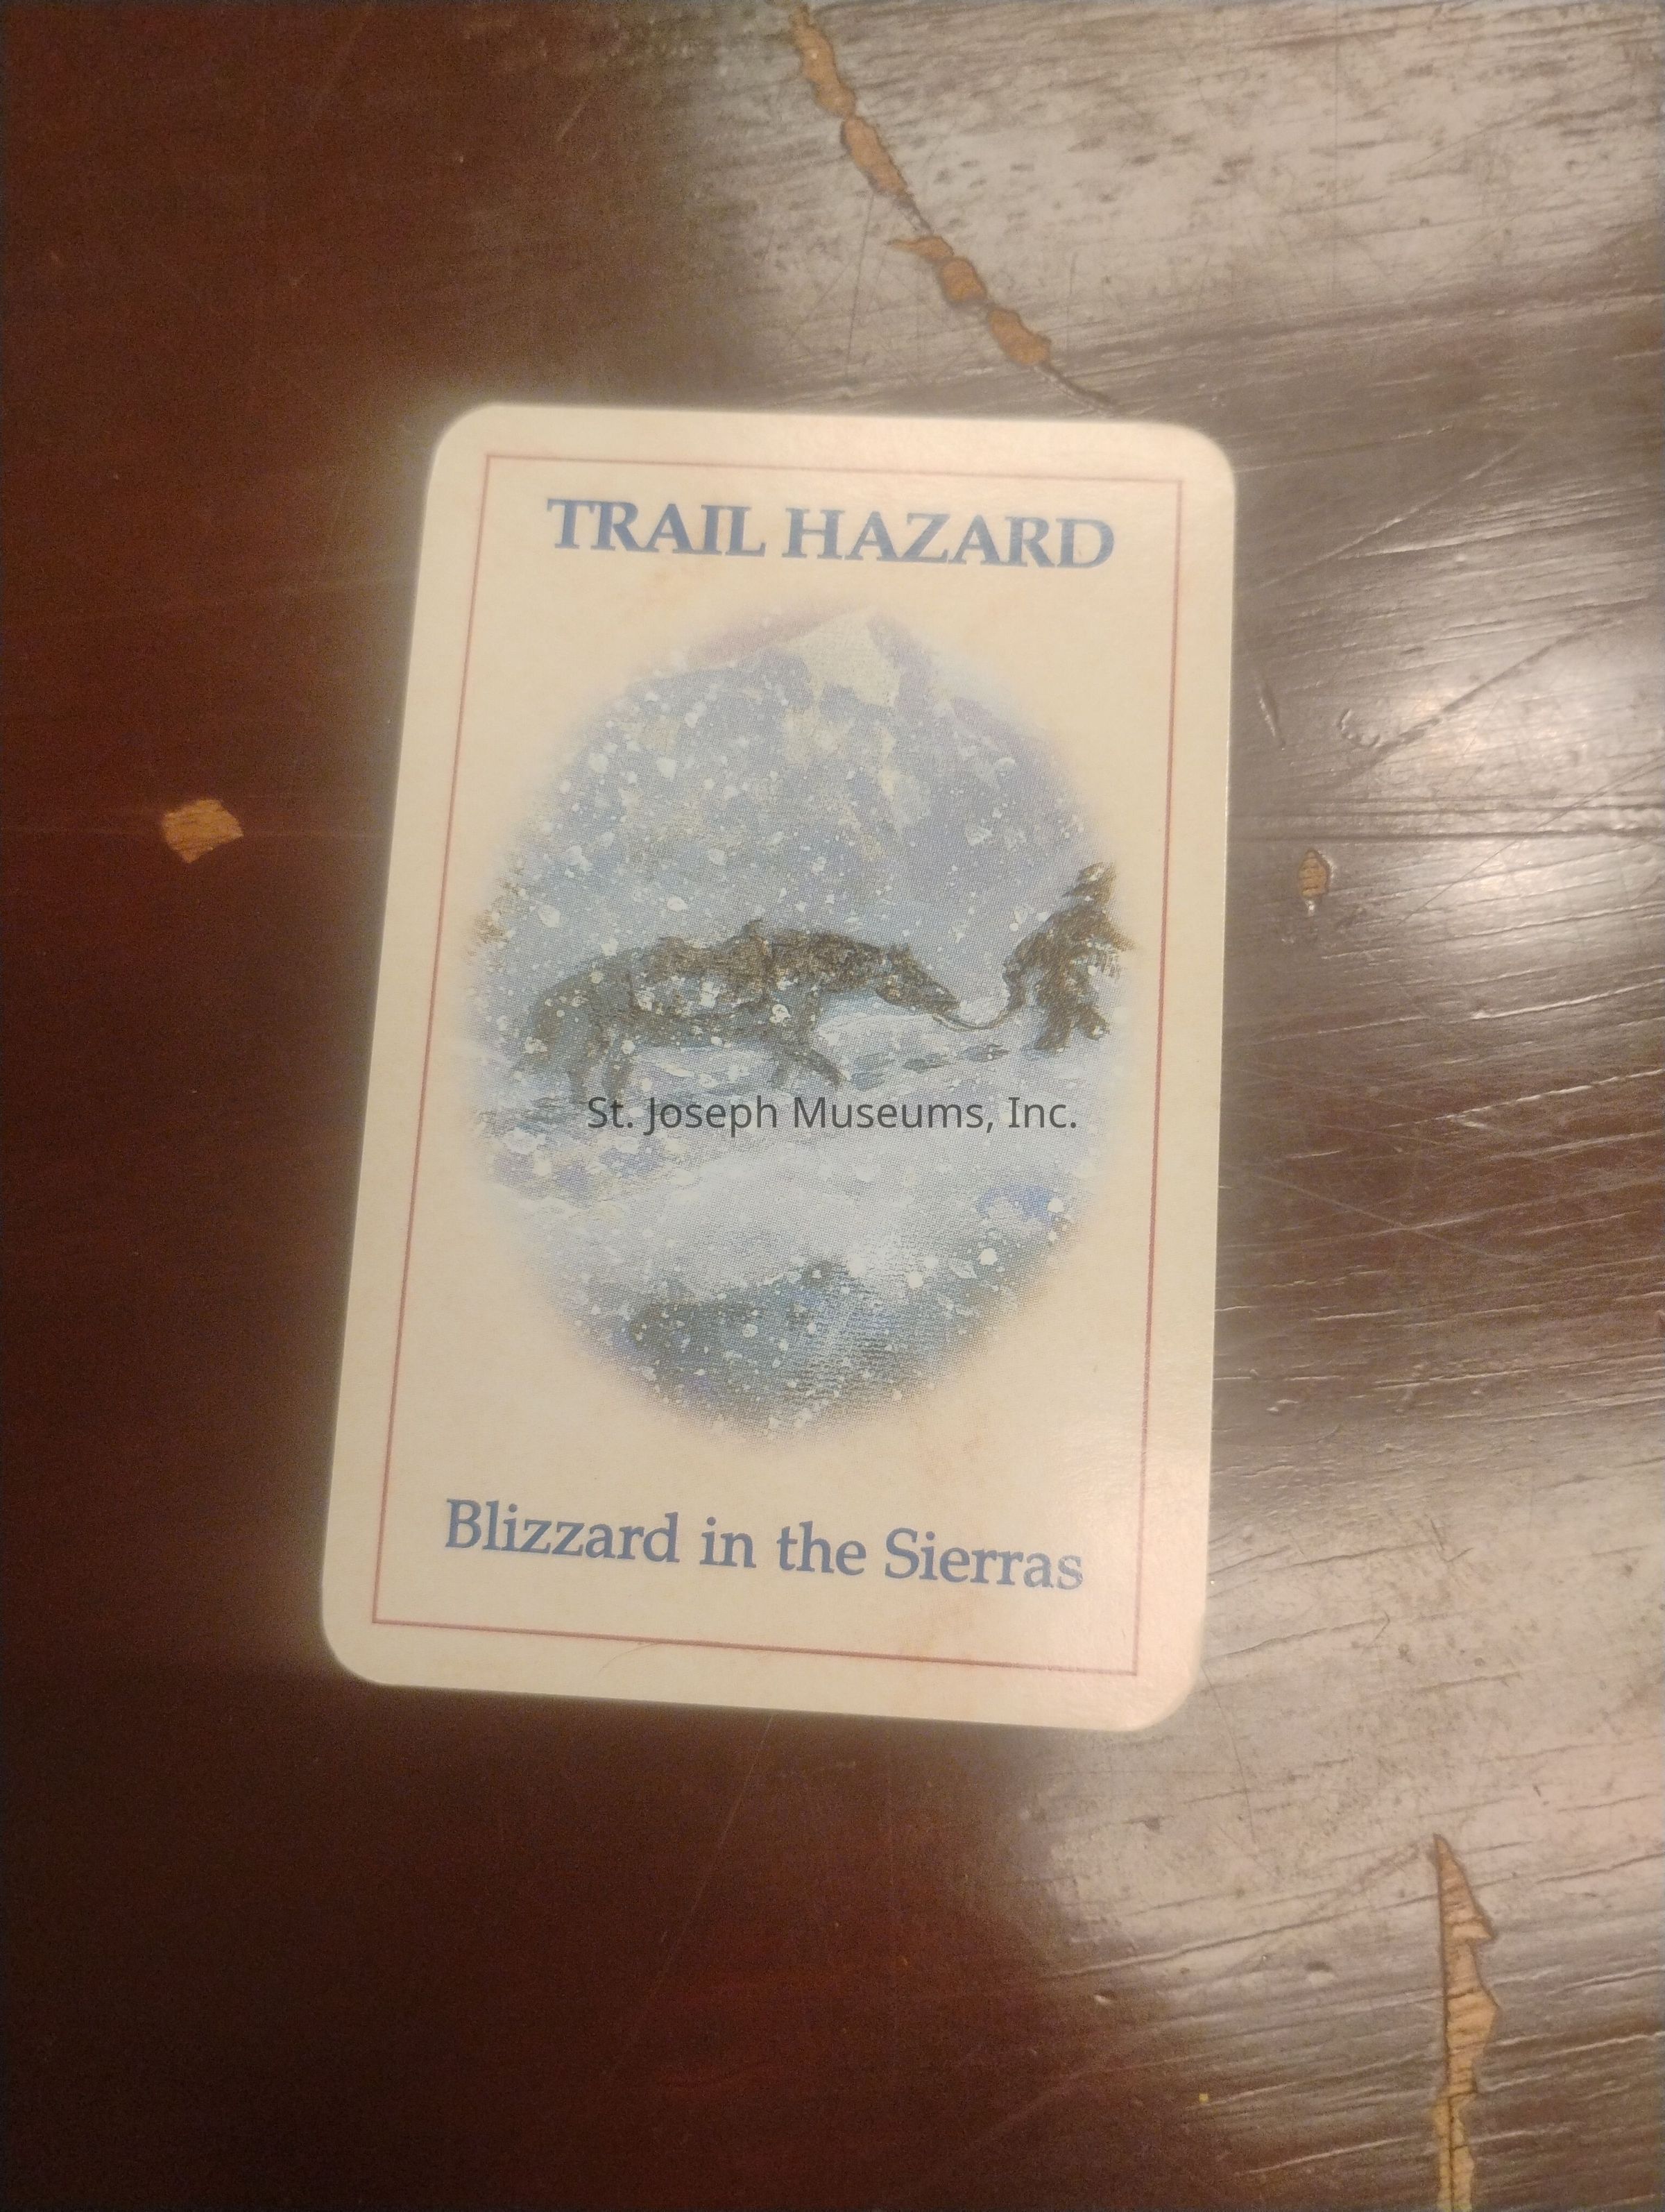 TRAIL HAZARD
St. Joseph Museums, Inc.
Blizzard in the Sierras